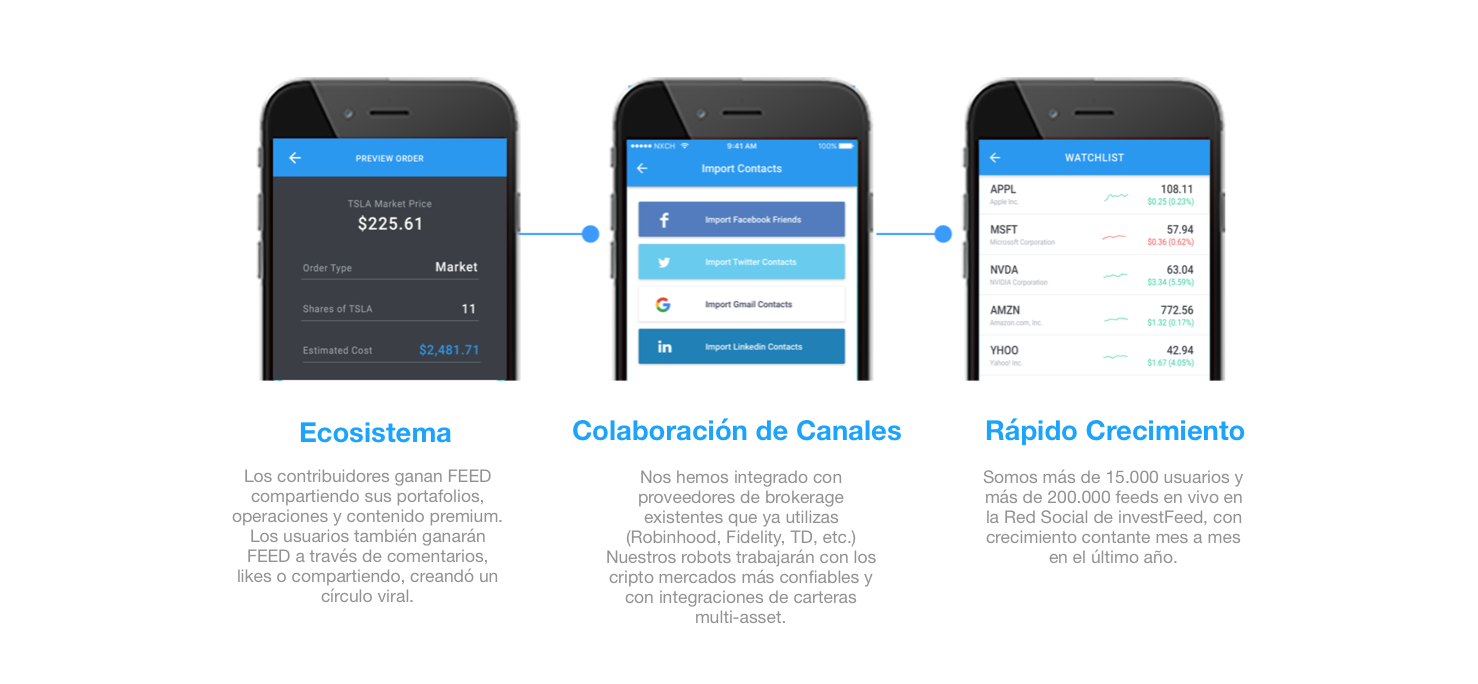 PREVIEW ORDER
TSLA Market Price
$225.61
Order Type Market
Shares of TSLA 11
Estimated Cost $2,481.71
NXCH 9:41 AM 100%
Import Contacts
Import Facebook Friends
Import Twitter Contacts
Import Gmail Contacts
in Import Linkedin Contacts
WATCHLIST
APPL 108.11
Apple Inc. $0.25 (0.23%)
MSFT 57.94
Microsoft Corporation $0.36 (0.62%)
NVDA 63.04
NVIDIA Corporation $3.34 (5.59%)
AMZN 772.56
Amazon.com, Inc. $1.32 (0.17%)
YHOO 42.94
Yahoo! Inc. $1.67 (4.05%)
Ecosistema
Los contribuidores ganan FEED
compartiendo sus portafolios,
operaciones y contenido premium.
Los usuarios también ganarán
FEED a través de comentarios,
likes o compartiendo, creandó un
círculo viral.
Colaboración de Canales
Nos hemos integrado con
proveedores de brokerage
existentes que ya utilizas
(Robinhood, Fidelity, TD, etc.)
Nuestros robots trabajarán con los
cripto mercados más confiables y
con integraciones de carteras
multi-asset.
Rápido Crecimiento
Somos más de 15.000 usuarios y
más de 200.000 feeds en vivo en
la Red Social de investFeed, con
crecimiento contante mes a mes
en el último año.